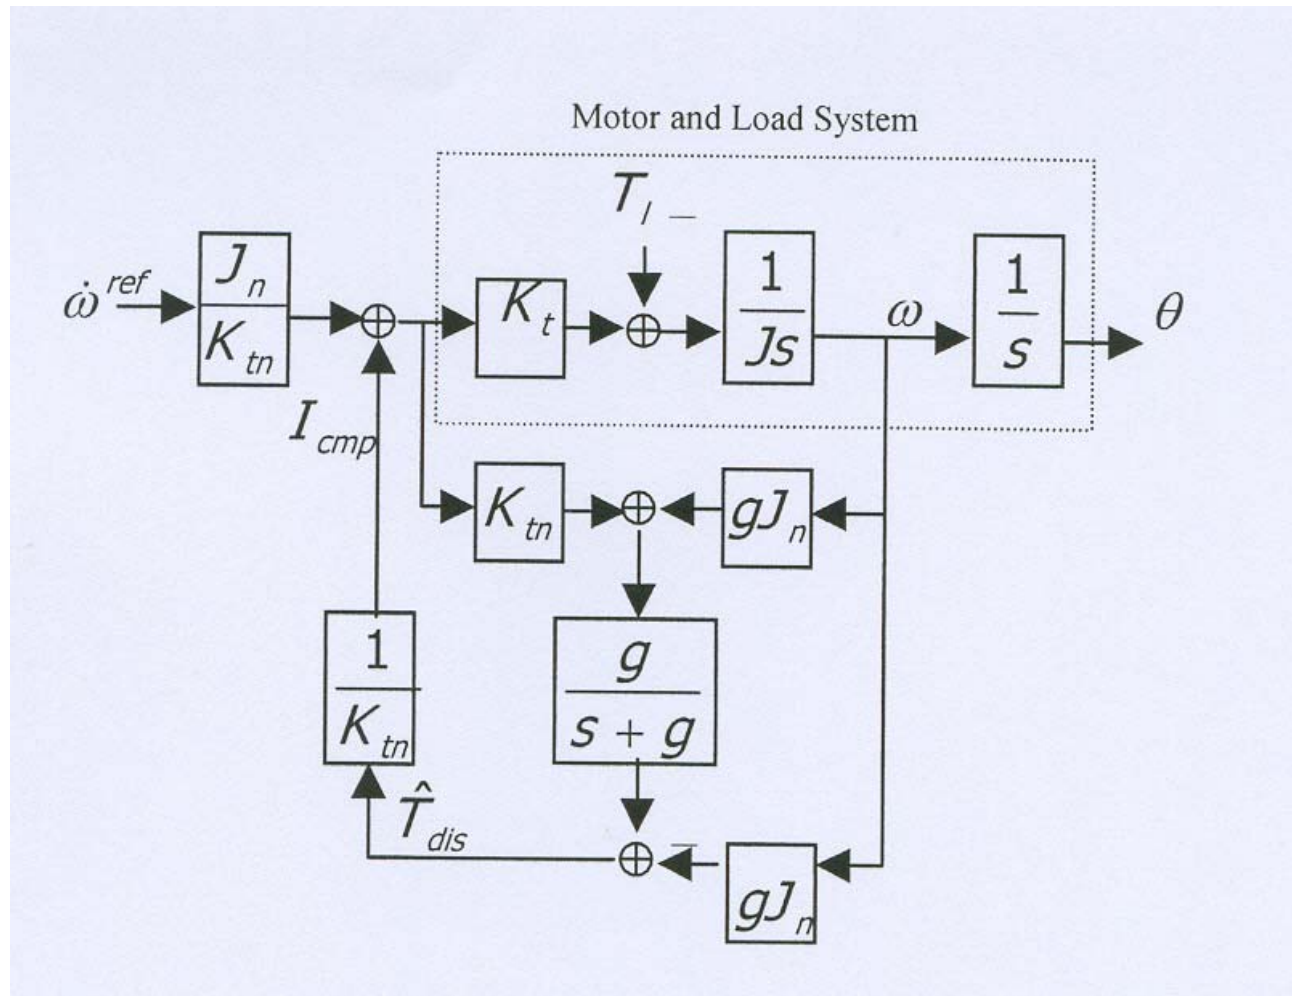 Motor and Load System
T_l −
ω̇^ref
J_n / K_tn
K_t
1 / Js
ω
1 / s
θ
I_cmp
K_tn
gJ_n
1 / K_tn
g / s + g
T̂_dis
−
gJ_n